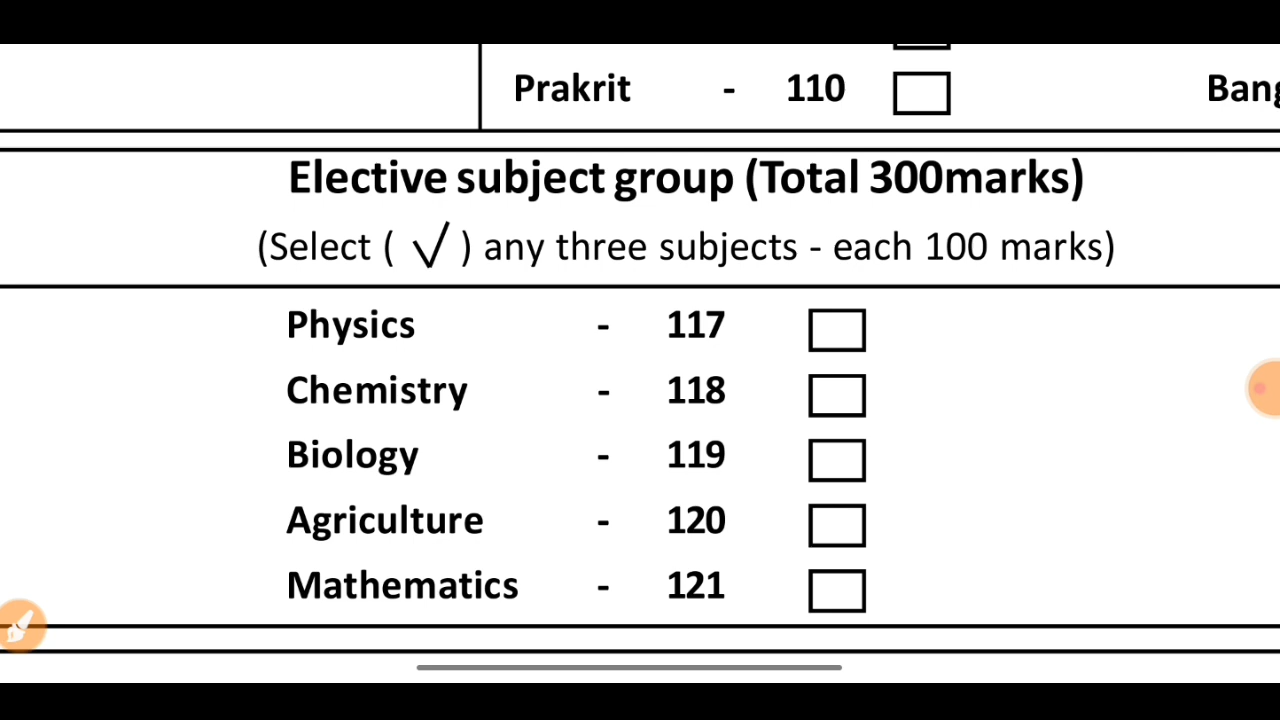 Prakrit - 110 Bang
Elective subject group (Total 300marks)
(Select ( √ ) any three subjects - each 100 marks)
Physics - 117
Chemistry - 118
Biology - 119
Agriculture - 120
Mathematics - 121